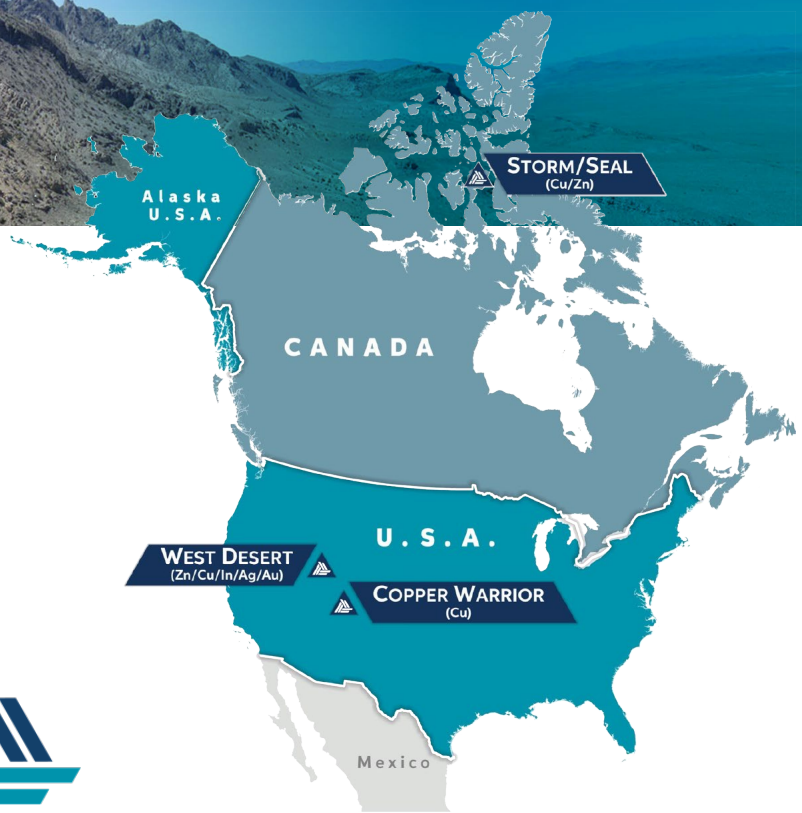 STORM/SEAL
(Cu/Zn)
Alaska
U.S.A.
CANADA
U.S.A.
WEST DESERT
(Zn/Cu/In/Ag/Au)
COPPER WARRIOR
(Cu)
Mexico